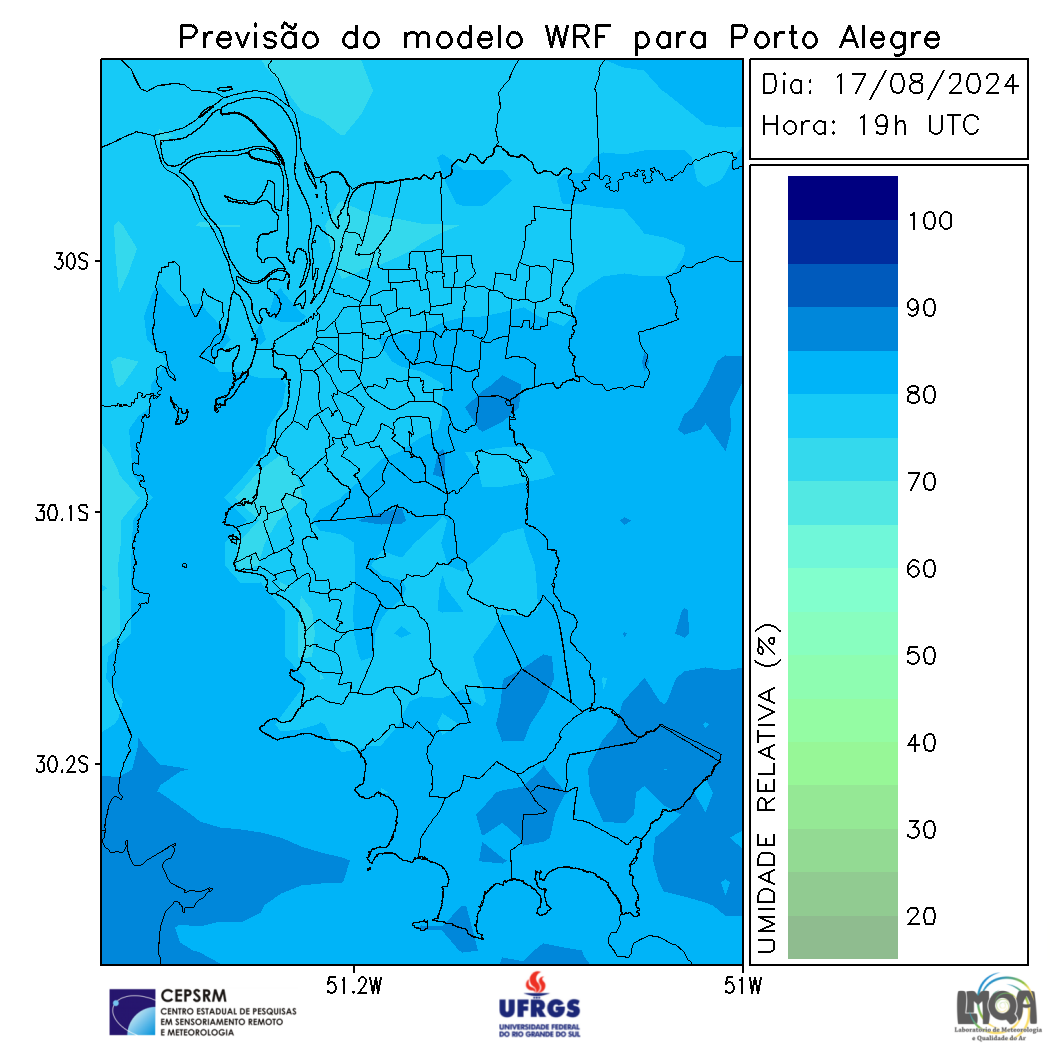 Previsão do modelo WRF para Porto Alegre
Dia: 17/08/2024
Hora: 19h UTC
100
90
80
70
60
50
40
30
20
UMIDADE RELATIVA (%)
30S
30.1S
30.2S
51.2W
51W
CEPSRM
CENTRO ESTADUAL DE PESQUISAS
EM SENSORIAMENTO REMOTO
E METEOROLOGIA
UFRGS
UNIVERSIDADE FEDERAL
DO RIO GRANDE DO SUL
LMQA
Laboratório de Meteorologia
e Qualidade do Ar